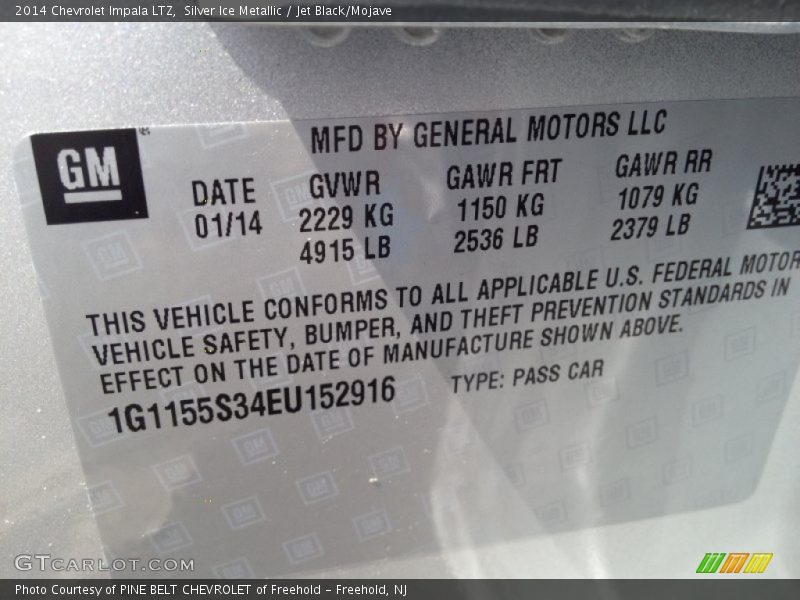 2014 Chevrolet Impala LTZ,  Silver Ice Metallic / Jet Black/Mojave
MFD BY GENERAL MOTORS LLC
GM
DATE GVWR GAWR FRT GAWR RR
01/14 2229 KG 1150 KG 1079 KG
4915 LB 2536 LB 2379 LB
THIS VEHICLE CONFORMS TO ALL APPLICABLE U.S. FEDERAL MOTOR
VEHICLE SAFETY, BUMPER, AND THEFT PREVENTION STANDARDS IN
EFFECT ON THE DATE OF MANUFACTURE SHOWN ABOVE.
1G1155S34EU152916 TYPE: PASS CAR
GTCARLOT.COM
Photo Courtesy of PINE BELT CHEVROLET of Freehold – Freehold, NJ